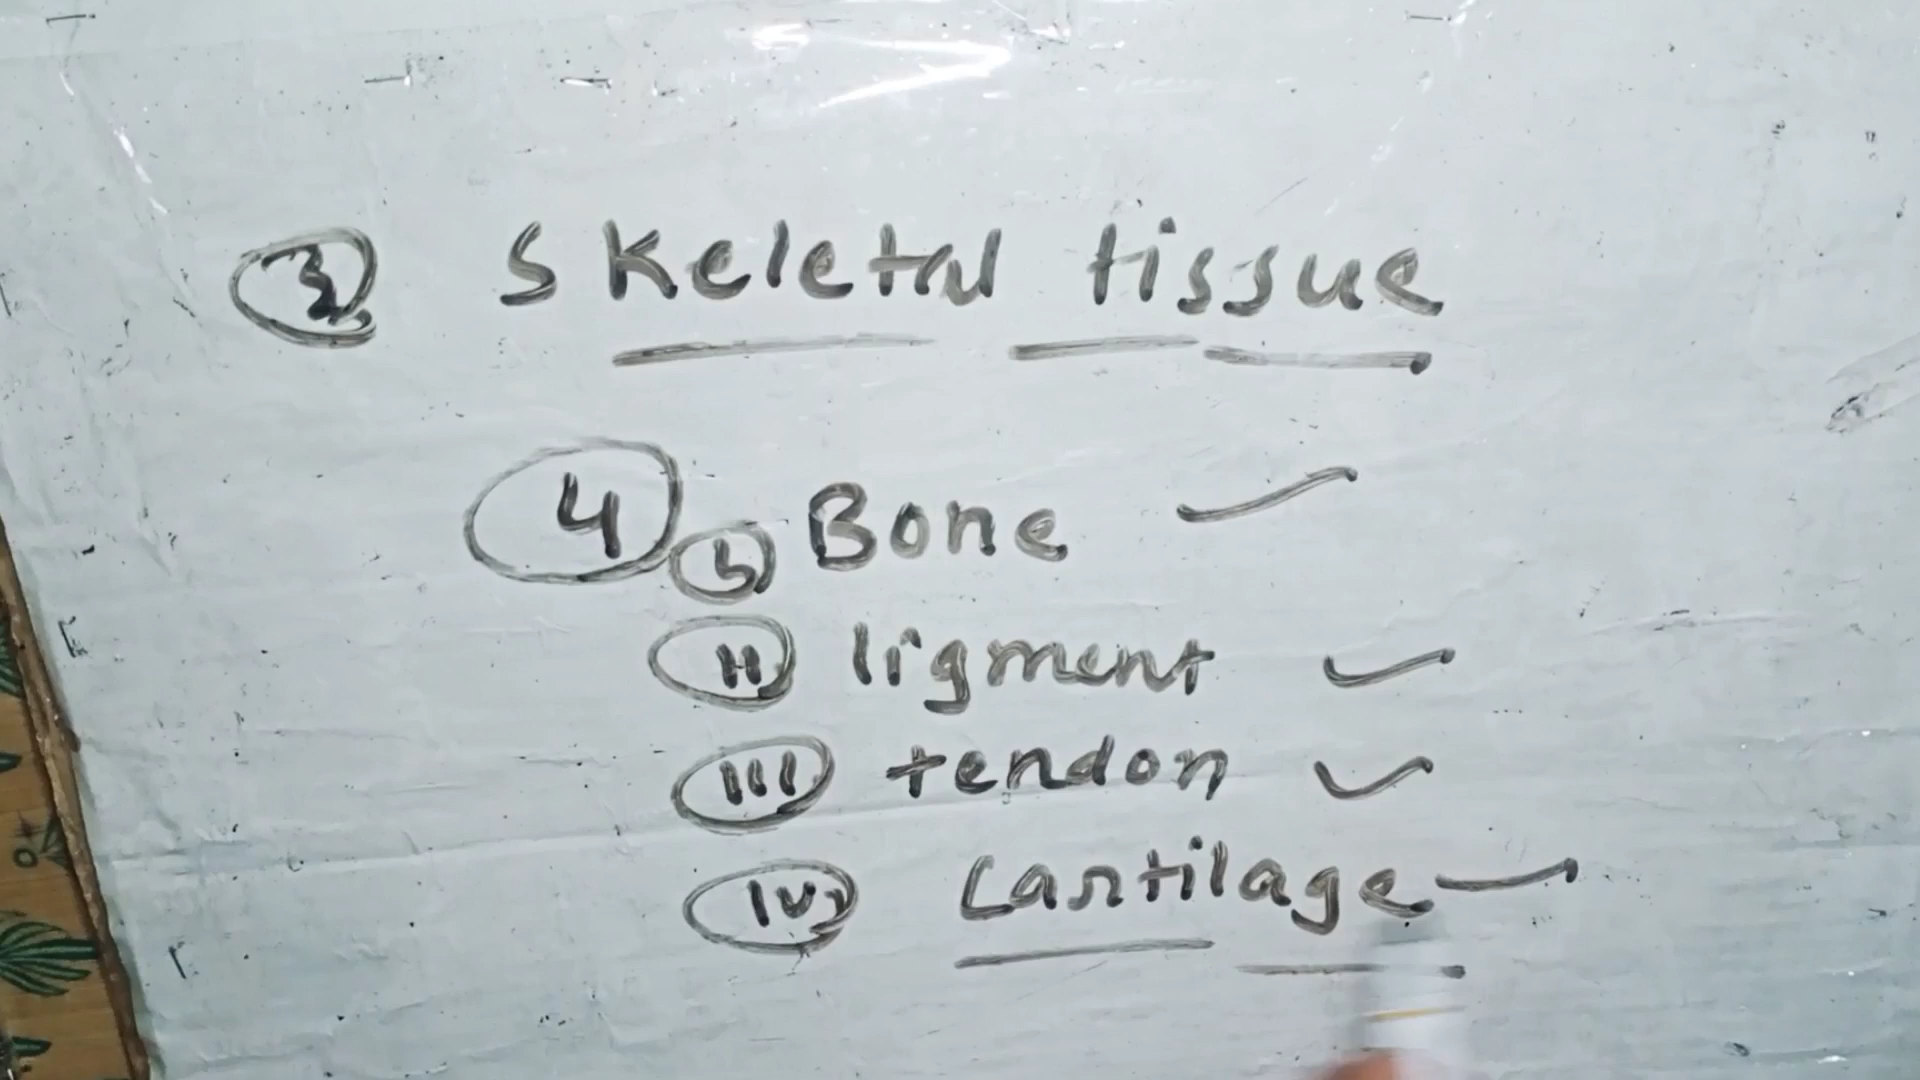 3 Skeletal tissue
4
i Bone
ii ligment
iii tendon
iv Cartilage